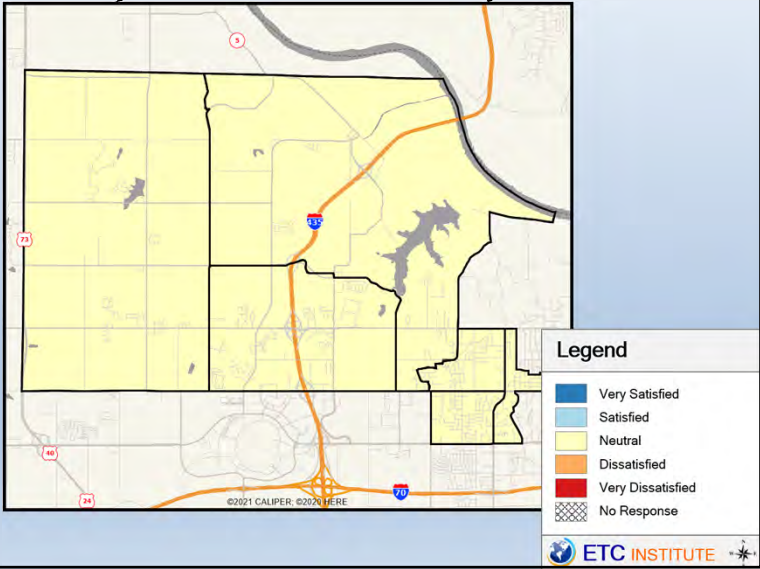 5
435
73
Legend
Very Satisfied
Satisfied
Neutral
Dissatisfied
Very Dissatisfied
No Response
40
24
70
©2021 CALIPER; ©2020 HERE
ETC INSTITUTE